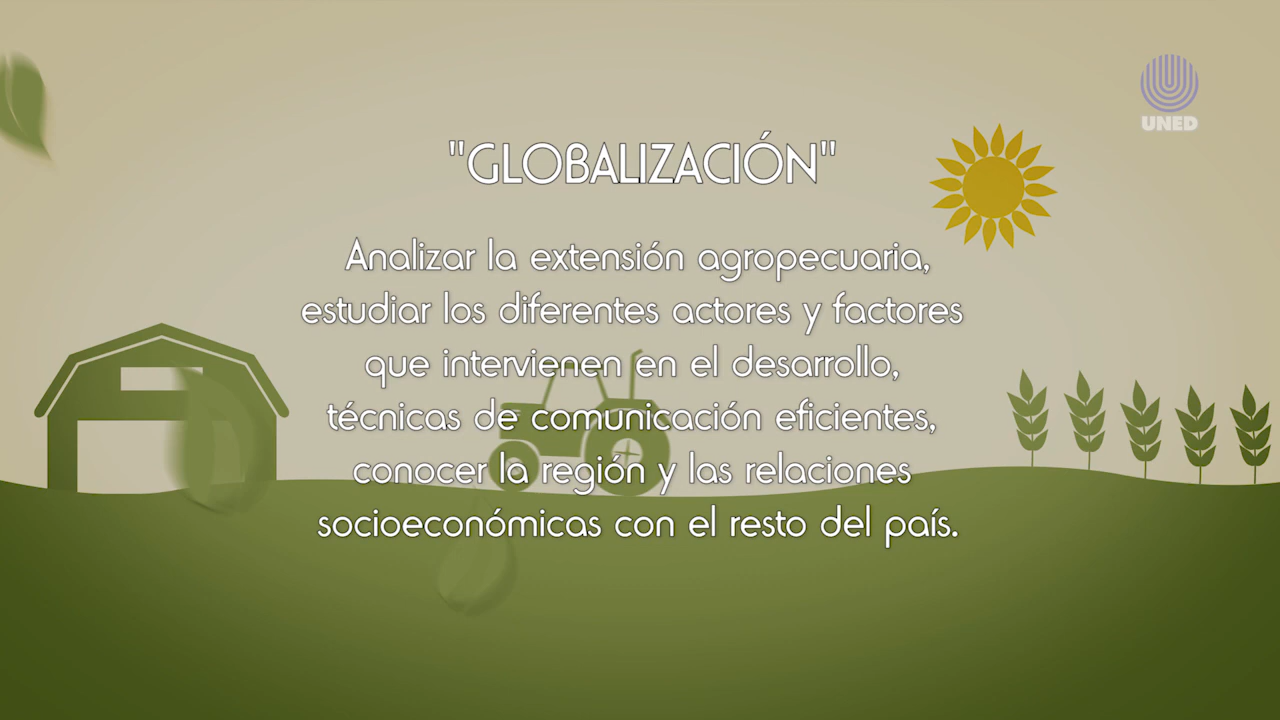 UNED
"GLOBALIZACIÓN"
Analizar la extensión agropecuaria,
estudiar los diferentes actores y factores
que intervienen en el desarrollo,
técnicas de comunicación eficientes,
conocer la región y las relaciones
socioeconómicas con el resto del país.